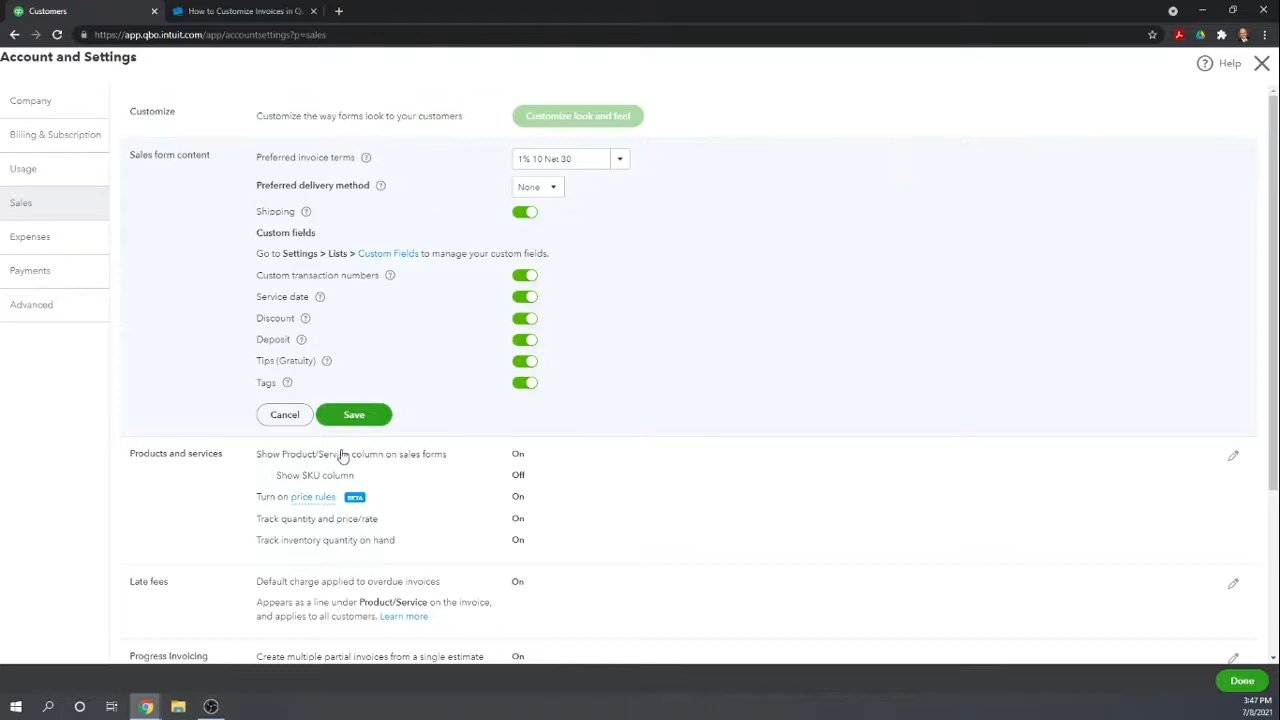 Customers
How to Customize Invoices in Q
https://app.qbo.intuit.com/app/accountsettings?p=sales
Account and Settings
Help
Company
Billing & Subscription
Usage
Sales
Expenses
Payments
Advanced
Customize
Customize the way forms look to your customers
Customize look and feel
Sales form content
Preferred invoice terms
1% 10 Net 30
Preferred delivery method
None
Shipping
Custom fields
Go to Settings > Lists > Custom Fields to manage your custom fields.
Custom transaction numbers
Service date
Discount
Deposit
Tips (Gratuity)
Tags
Cancel
Save
Products and services
Show Product/Service column on sales forms
On
Show SKU column
Off
Turn on price rules BETA
On
Track quantity and price/rate
On
Track inventory quantity on hand
On
Late fees
Default charge applied to overdue invoices
On
Appears as a line under Product/Service on the invoice,
and applies to all customers. Learn more
Progress Invoicing
Create multiple partial invoices from a single estimate
On
Done
3:47 PM
7/8/2021